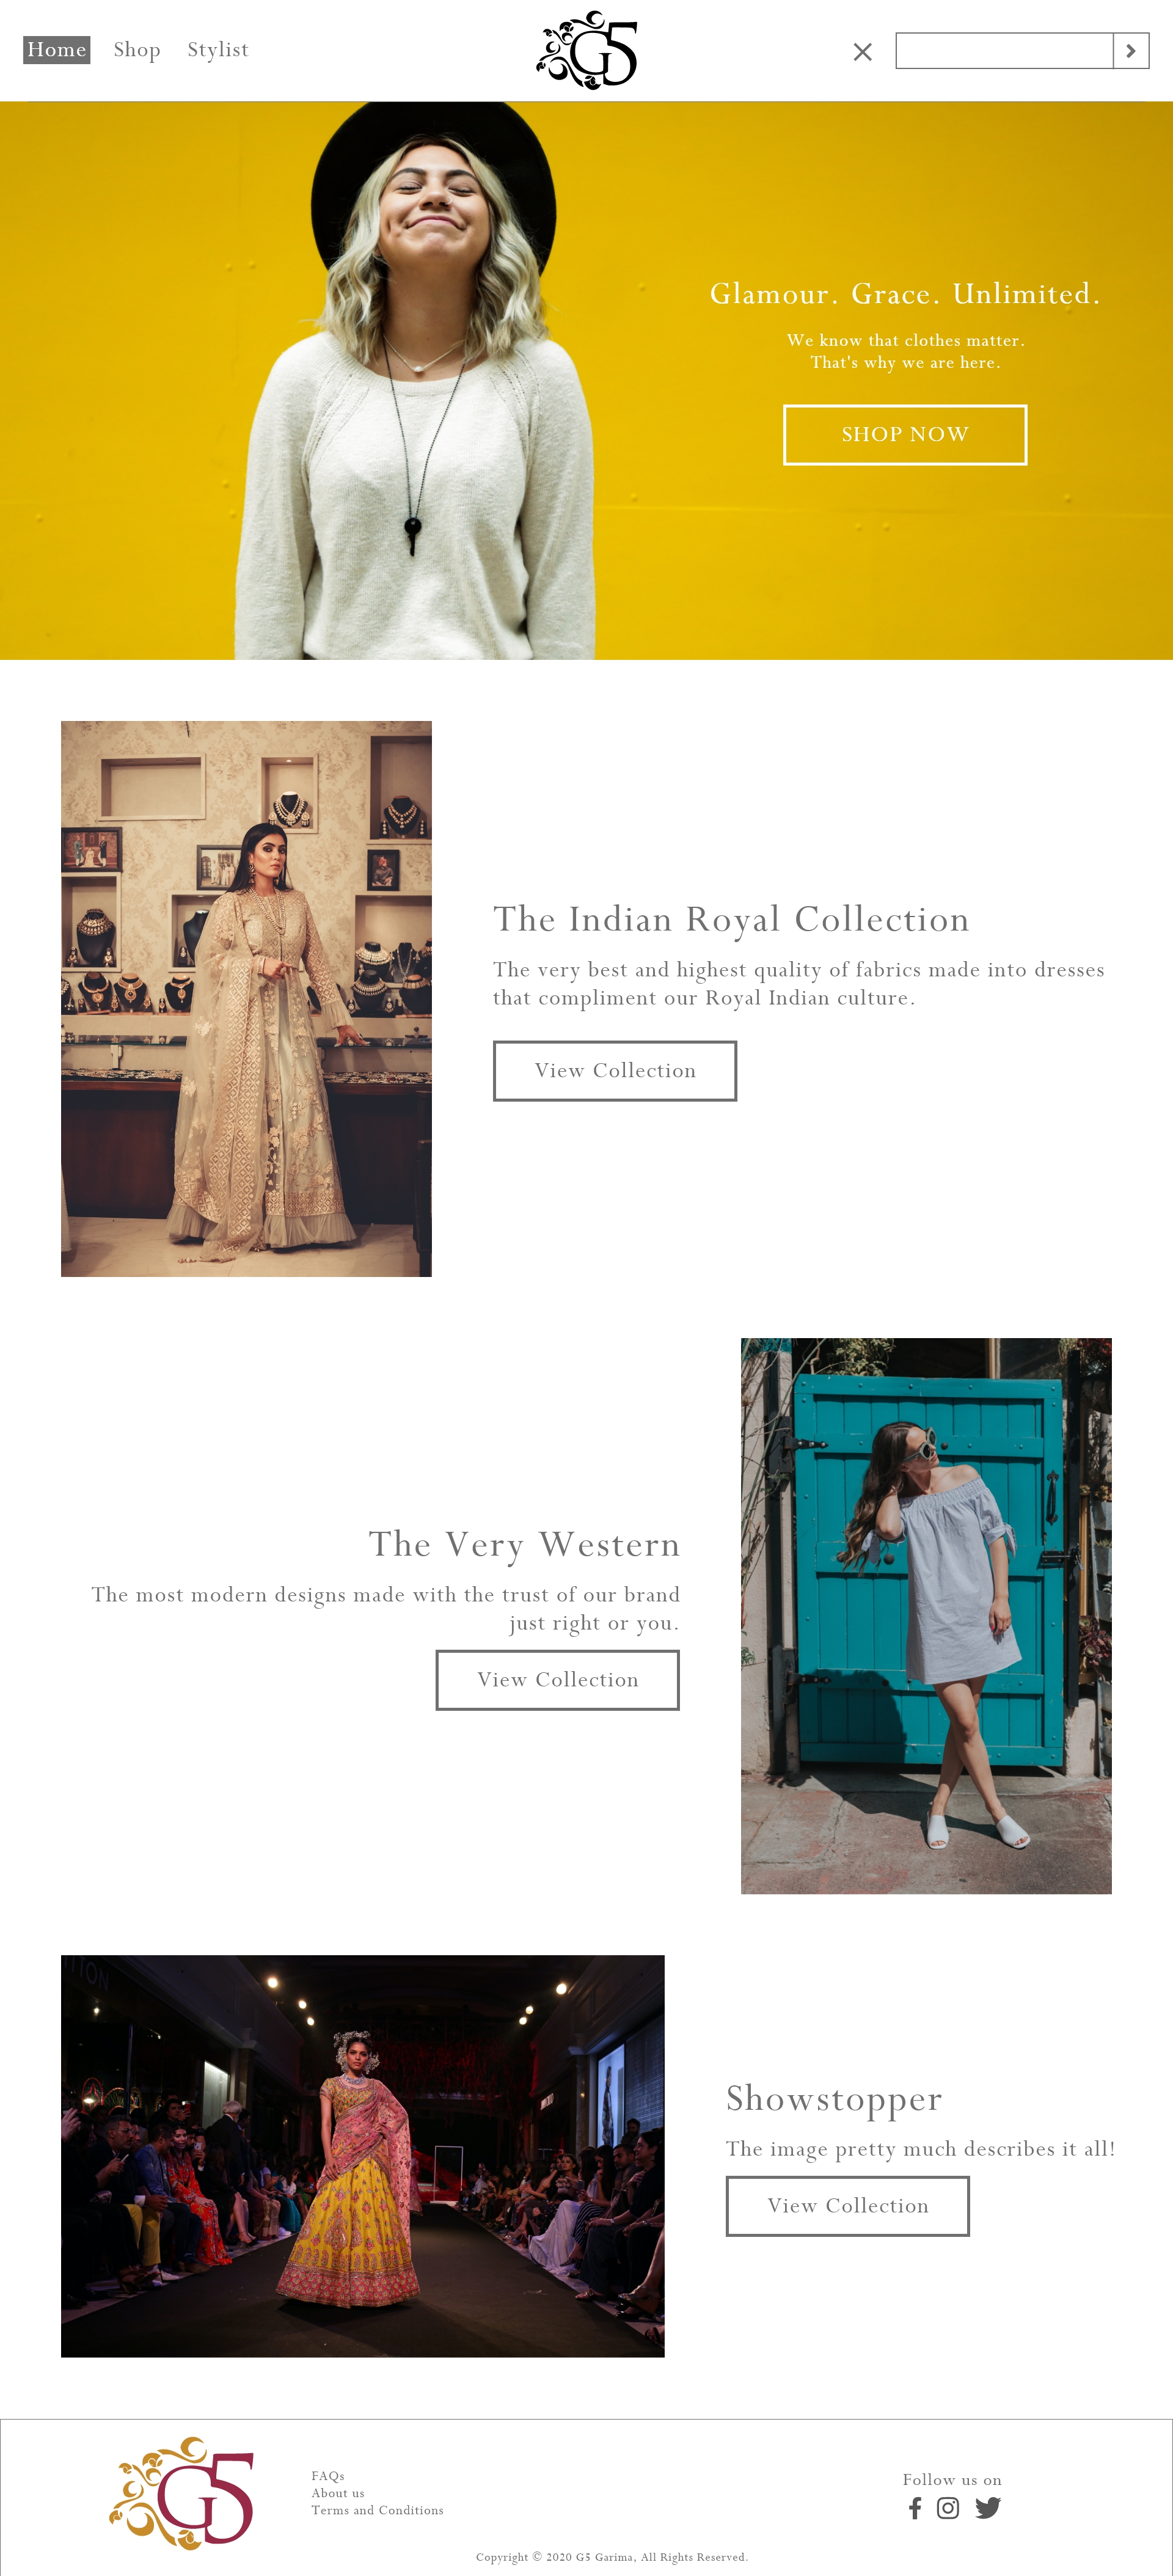 Home Shop Stylist
G5
Glamour. Grace. Unlimited.
We know that clothes matter.
That's why we are here.
SHOP NOW
The Indian Royal Collection
The very best and highest quality of fabrics made into dresses
that compliment our Royal Indian culture.
View Collection
The Very Western
The most modern designs made with the trust of our brand
just right or you.
View Collection
Showstopper
The image pretty much describes it all!
View Collection
G5
FAQs
About us
Terms and Conditions
Follow us on
Copyright © 2020 G5 Garima, All Rights Reserved.